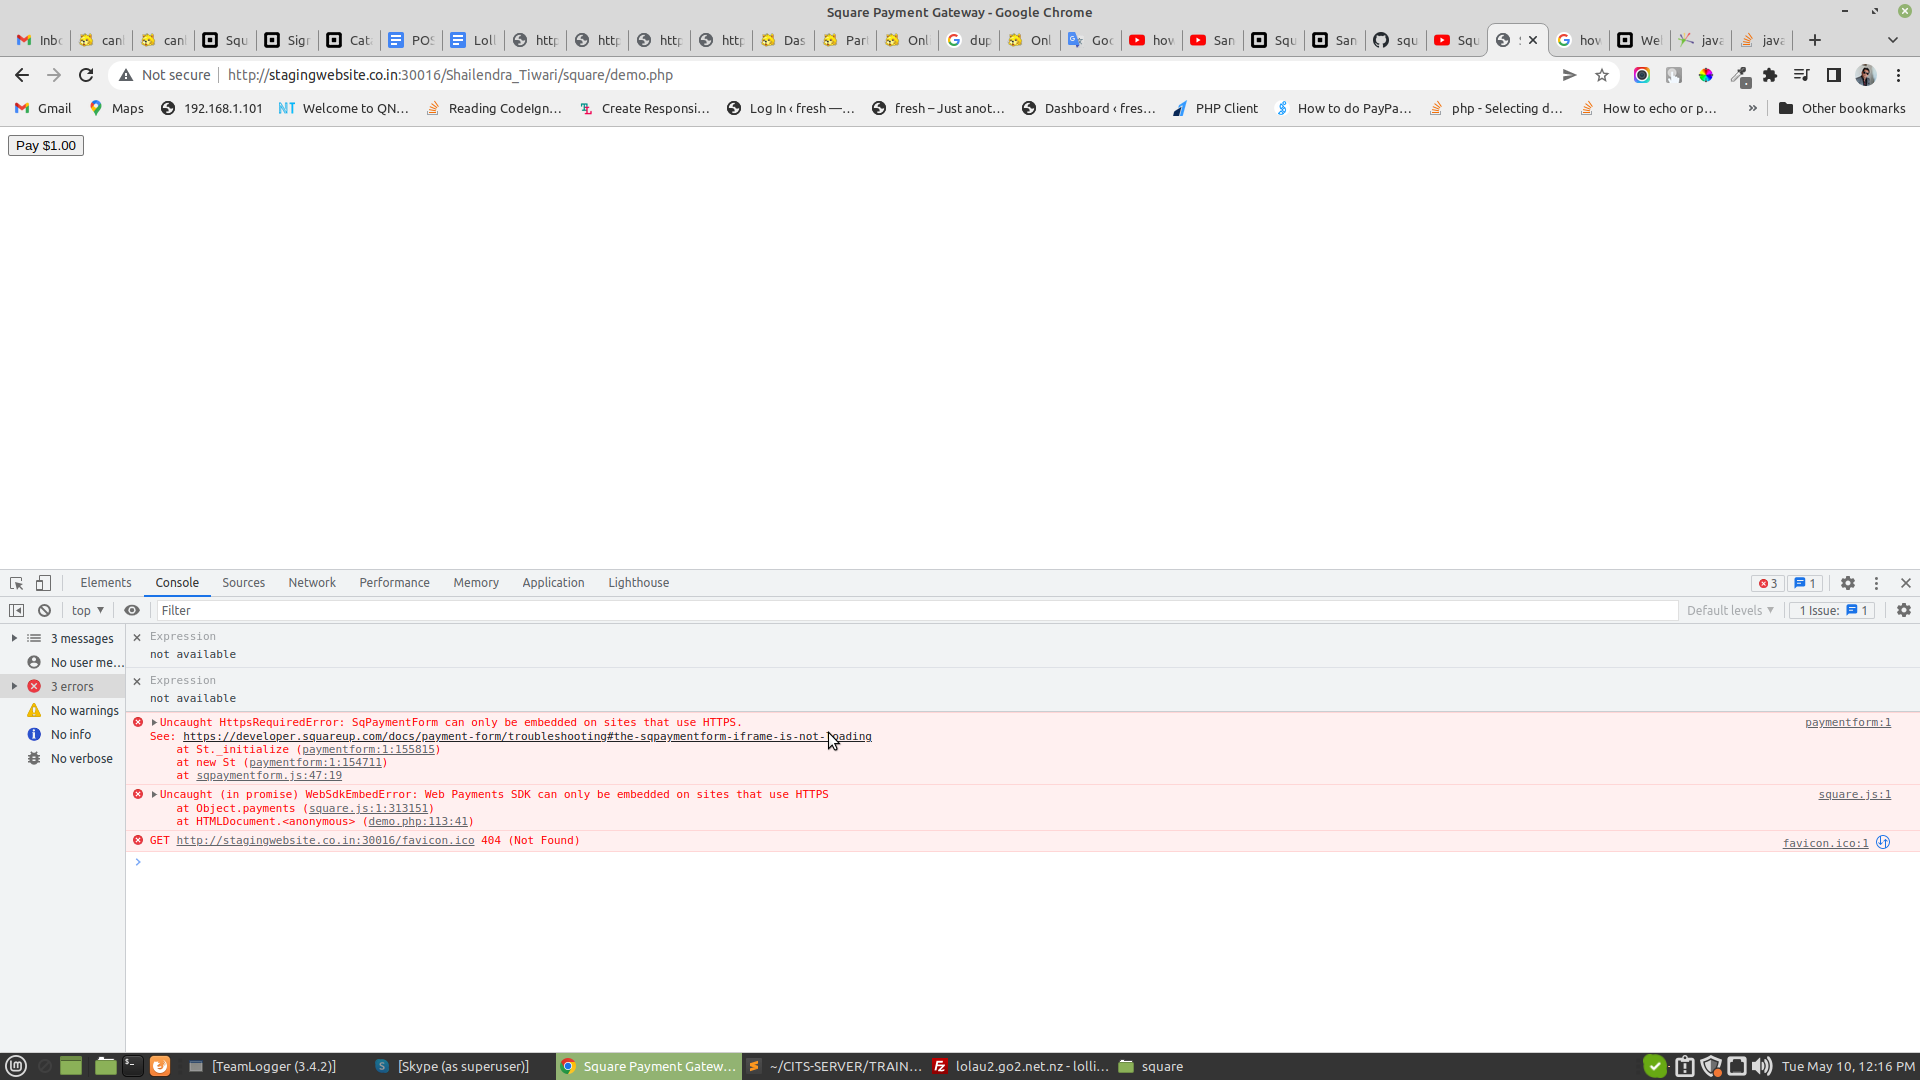 Square Payment Gateway - Google Chrome
Inb can can Squ Sign Cat POS Loll http http http http Das Par Onl dup Onl Goo how San Squ San squ Squ how We java java
Not secure http://stagingwebsite.co.in:30016/Shailendra_Tiwari/square/demo.php
Gmail Maps 192.168.1.101 Welcome to QN... Reading CodeIgn... Create Responsi... Log In ‹ fresh —... fresh – Just anot... Dashboard ‹ fres... PHP Client How to do PayPa... php - Selecting d... How to echo or p... » Other bookmarks
Pay $1.00
Elements Console Sources Network Performance Memory Application Lighthouse 3 1
top Filter Default levels 1 Issue: 1
3 messages
No user me...
3 errors
No warnings
No info
No verbose
Expression
not available
Expression
not available
Uncaught HttpsRequiredError: SqPaymentForm can only be embedded on sites that use HTTPS. paymentform:1
See: https://developer.squareup.com/docs/payment-form/troubleshooting#the-sqpaymentform-iframe-is-not-loading
at St._initialize (paymentform:1:155815)
at new St (paymentform:1:154711)
at sqpaymentform.js:47:19
Uncaught (in promise) WebSdkEmbedError: Web Payments SDK can only be embedded on sites that use HTTPS square.js:1
at Object.payments (square.js:1:313151)
at HTMLDocument.<anonymous> (demo.php:113:41)
GET http://stagingwebsite.co.in:30016/favicon.ico 404 (Not Found) favicon.ico:1
[TeamLogger (3.4.2)] [Skype (as superuser)] Square Payment Gatew... ~/CITS-SERVER/TRAIN... lolau2.go2.net.nz - lolli... square Tue May 10, 12:16 PM